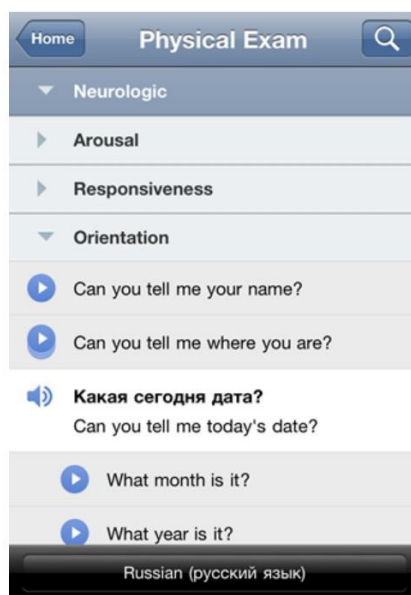 Home
Physical Exam
Neurologic
Arousal
Responsiveness
Orientation
Can you tell me your name?
Can you tell me where you are?
Какая сегодня дата?
Can you tell me today's date?
What month is it?
What year is it?
Russian (русский язык)